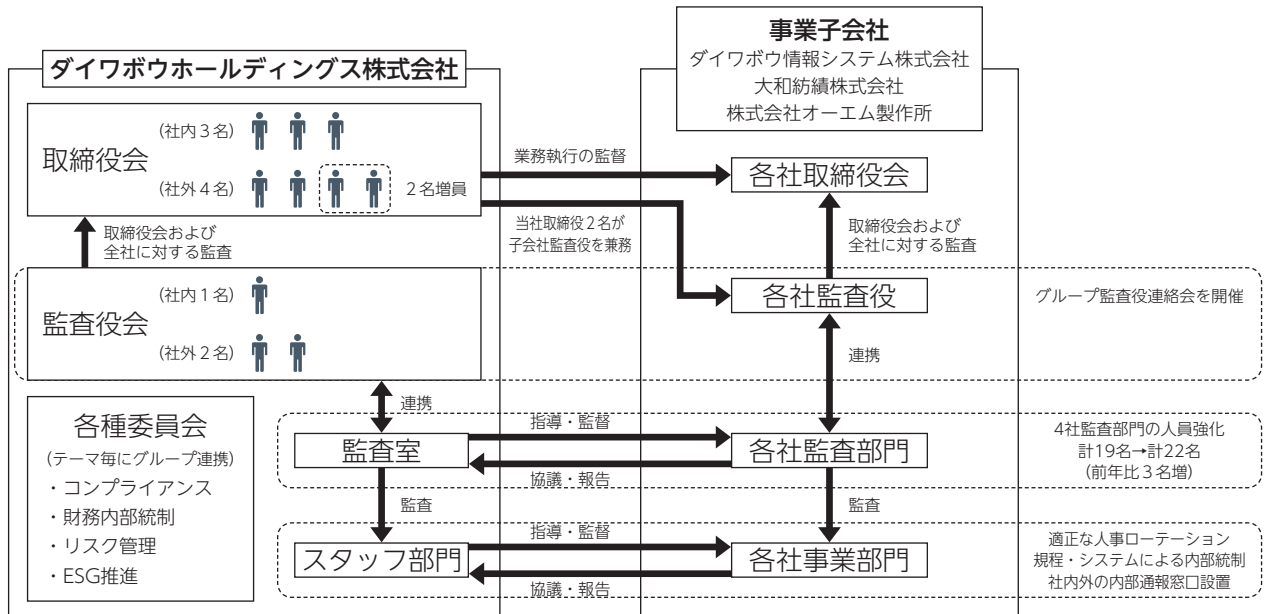 ダイワボウホールディングス株式会社
取締役会
(社内3名)
(社外4名)
2名増員
取締役会および
全社に対する監査
監査役会
(社内1名)
(社外2名)
各種委員会
(テーマ毎にグループ連携)
・コンプライアンス
・財務内部統制
・リスク管理
・ESG推進
連携
監査室
監査
スタッフ部門
業務執行の監督
当社取締役2名が
子会社監査役を兼務
指導・監督
協議・報告
指導・監督
協議・報告
事業子会社
ダイワボウ情報システム株式会社
大和紡績株式会社
株式会社オーエム製作所
各社取締役会
取締役会および
全社に対する監査
各社監査役
連携
各社監査部門
監査
各社事業部門
グループ監査役連絡会を開催
4社監査部門の人員強化
計19名→計22名
(前年比3名増)
適正な人事ローテーション
規程・システムによる内部統制
社内外の内部通報窓口設置